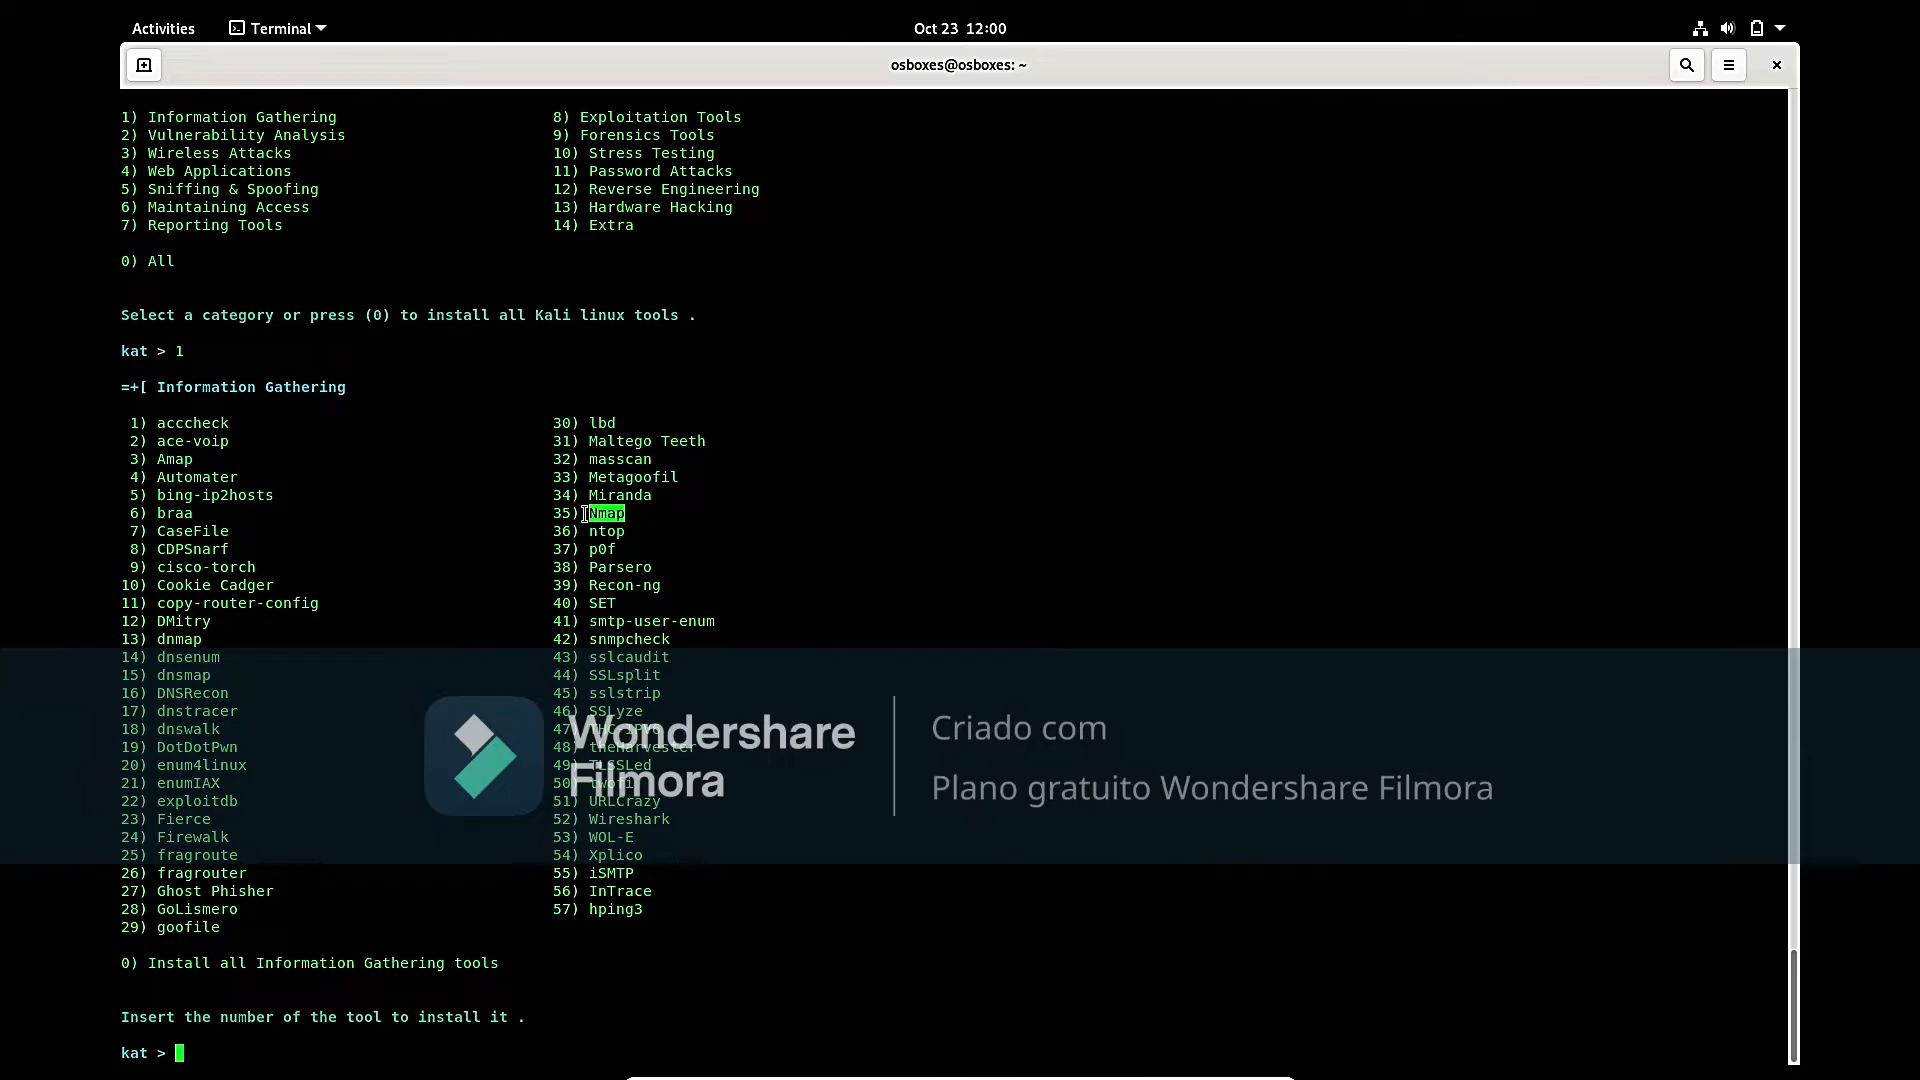 Activities Terminal Oct 23 12:00
osboxes@osboxes: ~
1) Information Gathering 8) Exploitation Tools
2) Vulnerability Analysis 9) Forensics Tools
3) Wireless Attacks 10) Stress Testing
4) Web Applications 11) Password Attacks
5) Sniffing & Spoofing 12) Reverse Engineering
6) Maintaining Access 13) Hardware Hacking
7) Reporting Tools 14) Extra
0) All
Select a category or press (0) to install all Kali linux tools .
kat > 1
=+[ Information Gathering
1) acccheck 30) lbd
2) ace-voip 31) Maltego Teeth
3) Amap 32) masscan
4) Automater 33) Metagoofil
5) bing-ip2hosts 34) Miranda
6) braa 35) Nmap
7) CaseFile 36) ntop
8) CDPSnarf 37) p0f
9) cisco-torch 38) Parsero
10) Cookie Cadger 39) Recon-ng
11) copy-router-config 40) SET
12) DMitry 41) smtp-user-enum
13) dnmap 42) snmpcheck
14) dnsenum 43) sslcaudit
15) dnsmap 44) SSLsplit
16) DNSRecon 45) sslstrip
17) dnstracer 46) SSLyze
18) dnswalk 47)
19) DotDotPwn 48) theharvester
20) enum4linux 49) TLSSLed
21) enumIAX 50)
22) exploitdb 51) URLCrazy
23) Fierce 52) Wireshark
24) Firewalk 53) WOL-E
25) fragroute 54) Xplico
26) fragrouter 55) iSMTP
27) Ghost Phisher 56) InTrace
28) GoLismero 57) hping3
29) goofile
0) Install all Information Gathering tools
Insert the number of the tool to install it .
kat >
Wondershare
Filmora
Criado com
Plano gratuito Wondershare Filmora